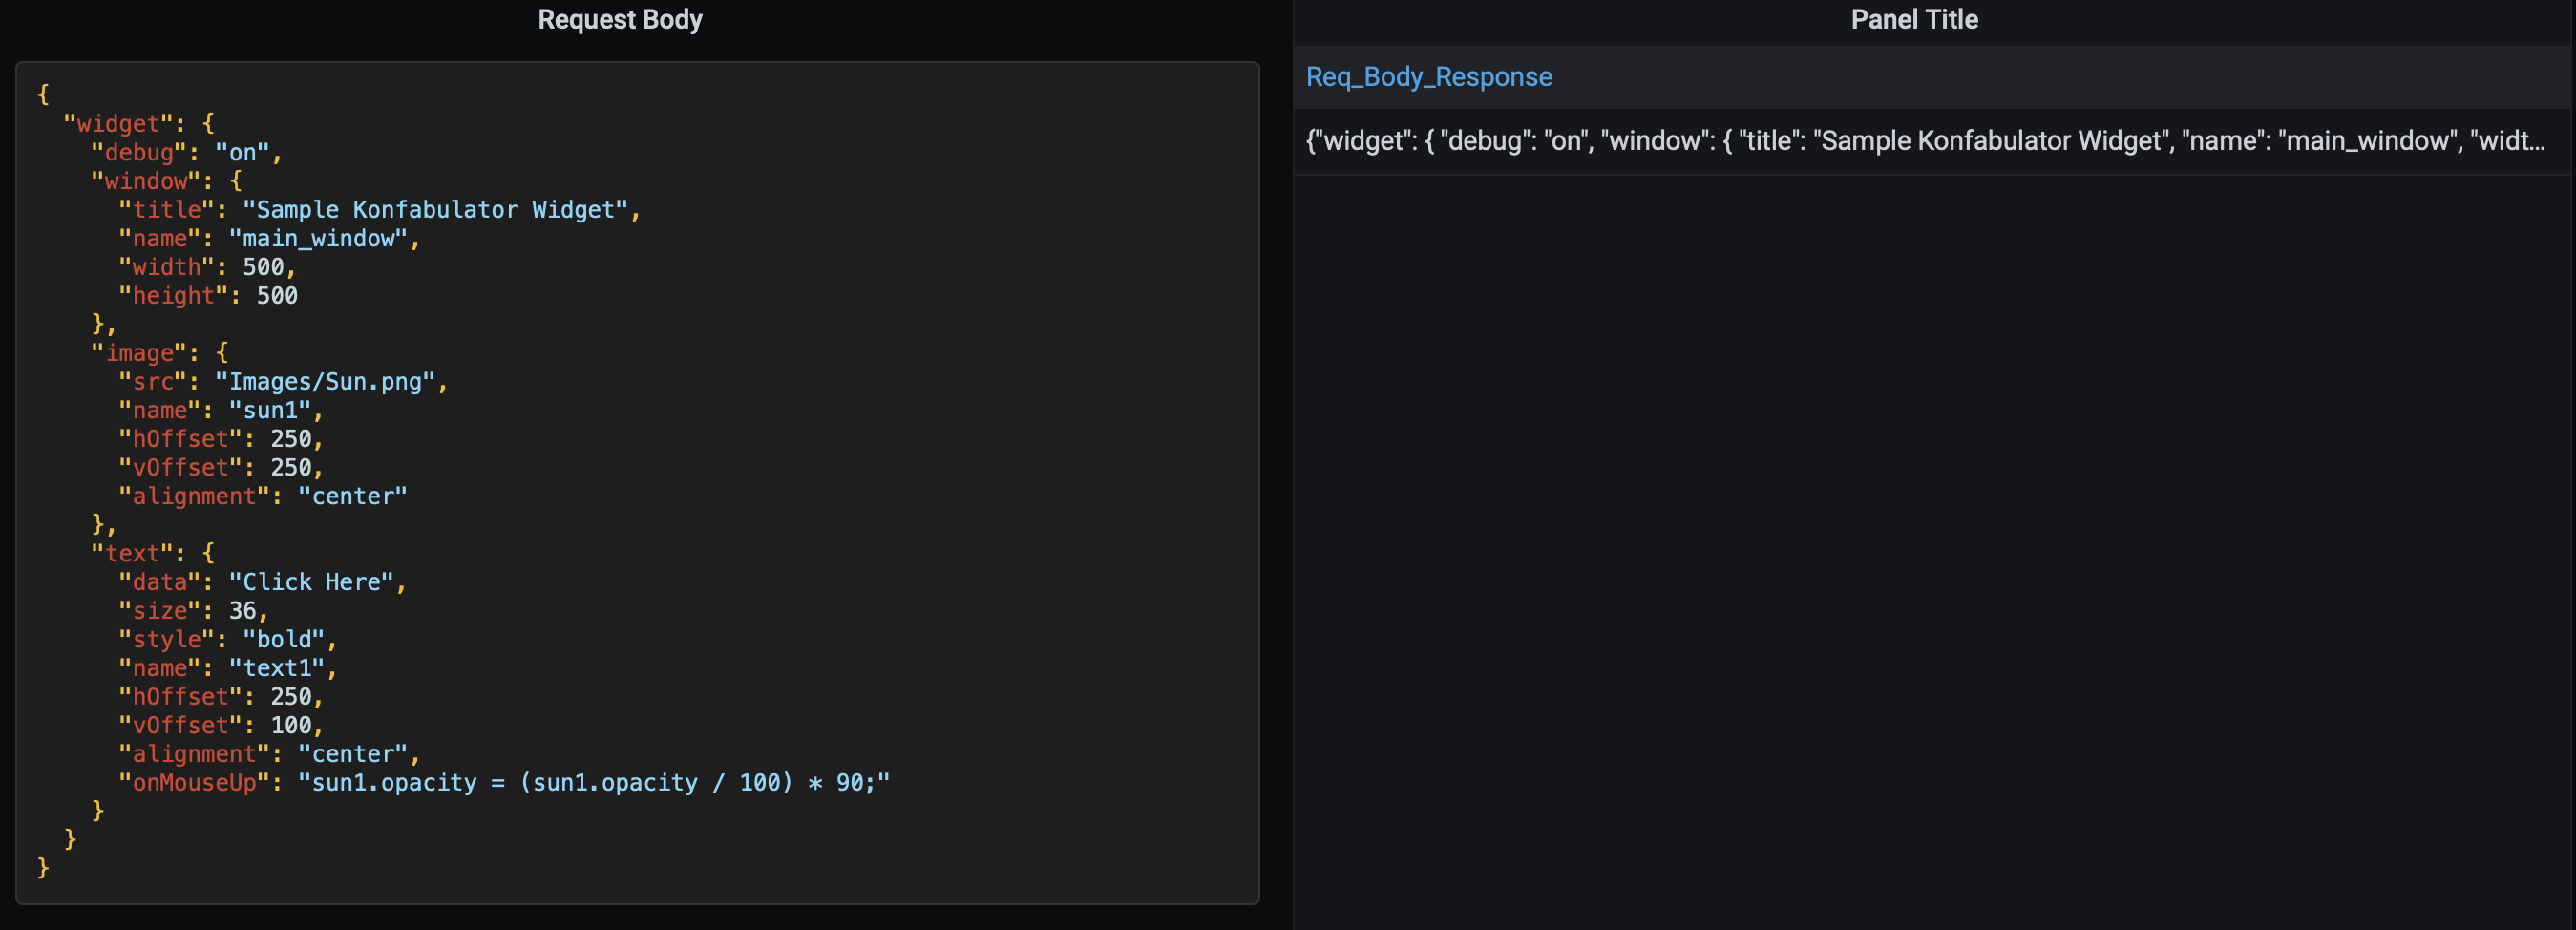 Request Body
{
  "widget": {
    "debug": "on",
    "window": {
      "title": "Sample Konfabulator Widget",
      "name": "main_window",
      "width": 500,
      "height": 500
    },
    "image": {
      "src": "Images/Sun.png",
      "name": "sun1",
      "hOffset": 250,
      "vOffset": 250,
      "alignment": "center"
    },
    "text": {
      "data": "Click Here",
      "size": 36,
      "style": "bold",
      "name": "text1",
      "hOffset": 250,
      "vOffset": 100,
      "alignment": "center",
      "onMouseUp": "sun1.opacity = (sun1.opacity / 100) * 90;"
    }
  }
}
Panel Title
Req_Body_Response
{"widget": { "debug": "on", "window": { "title": "Sample Konfabulator Widget", "name": "main_window", "widt...